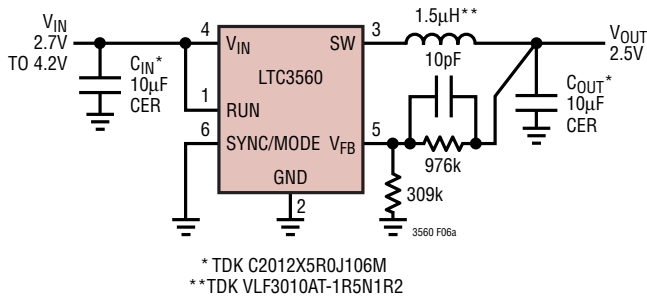 VIN
2.7V
TO 4.2V
CIN*
10µF
CER
4
VIN
1
RUN
6
SYNC/MODE
LTC3560
GND
2
SW
3
VFB
5
1.5µH**
10pF
976k
309k
VOUT
2.5V
COUT*
10µF
CER
3560 F06a
* TDK C2012X5R0J106M
**TDK VLF3010AT-1R5N1R2